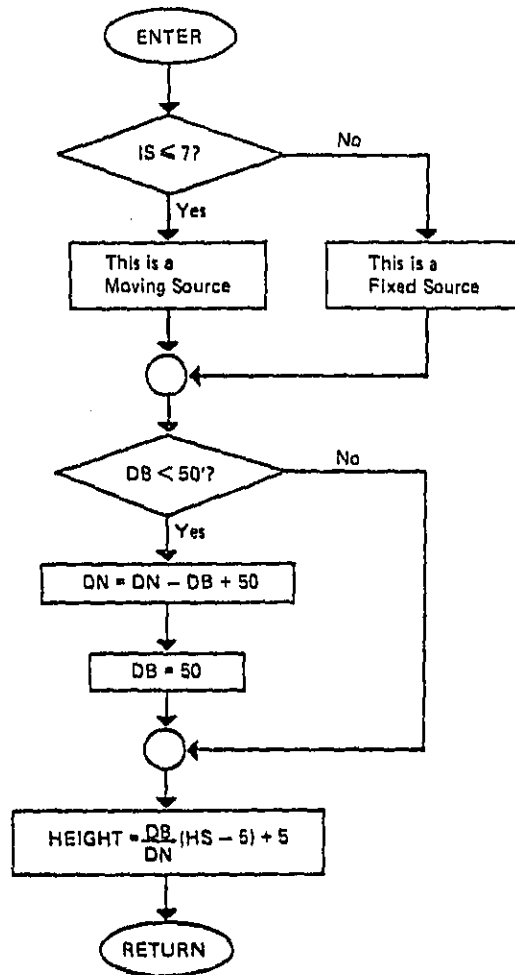 ENTER
IS ≤ 7?
No
Yes
This is a
Moving Source
This is a
Fixed Source
DB < 50'?
No
Yes
DN = DN − DB + 50
DB = 50
HEIGHT = DB/DN (HS − 5) + 5
RETURN